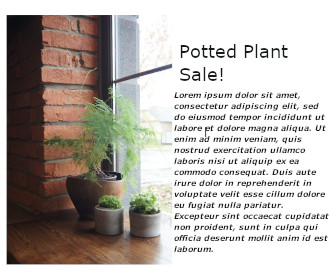 Potted Plant
Sale!
Lorem ipsum dolor sit amet,
consectetur adipiscing elit, sed
do eiusmod tempor incididunt ut
labore et dolore magna aliqua. Ut
enim ad minim veniam, quis
nostrud exercitation ullamco
laboris nisi ut aliquip ex ea
commodo consequat. Duis aute
irure dolor in reprehenderit in
voluptate velit esse cillum dolore
eu fugiat nulla pariatur.
Excepteur sint occaecat cupidatat
non proident, sunt in culpa qui
officia deserunt mollit anim id est
laborum.